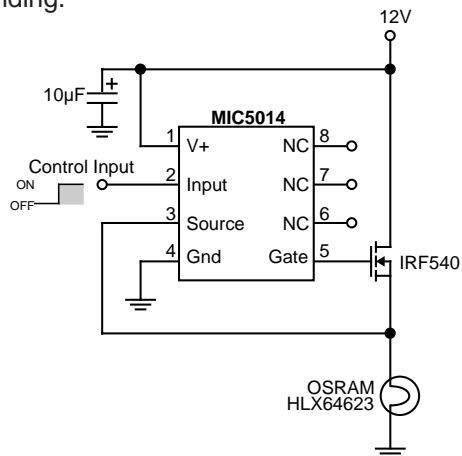 nding.
12V
10µF
+
MIC5014
1 V+ NC 8
Control Input
ON
OFF
2 Input NC 7
3 Source NC 6
4 Gnd Gate 5
IRF540
OSRAM
HLX64623